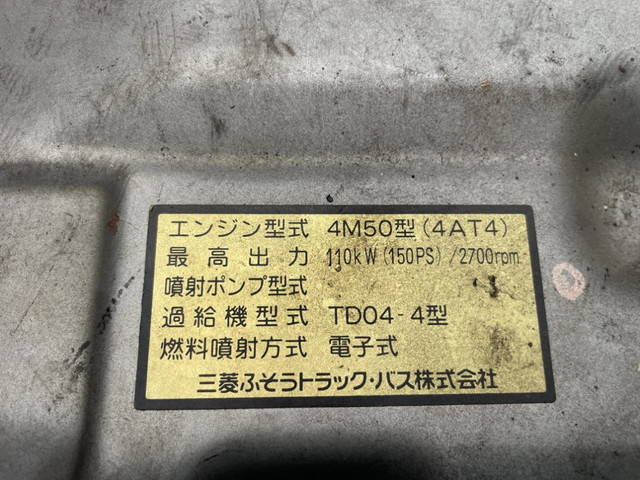 エンジン型式 4M50型(4AT4)
最高出力 110kW(150PS)/2700rpm
噴射ポンプ型式
過給機型式 TD04-4型
燃料噴射方式 電子式
三菱ふそうトラック・バス株式会社